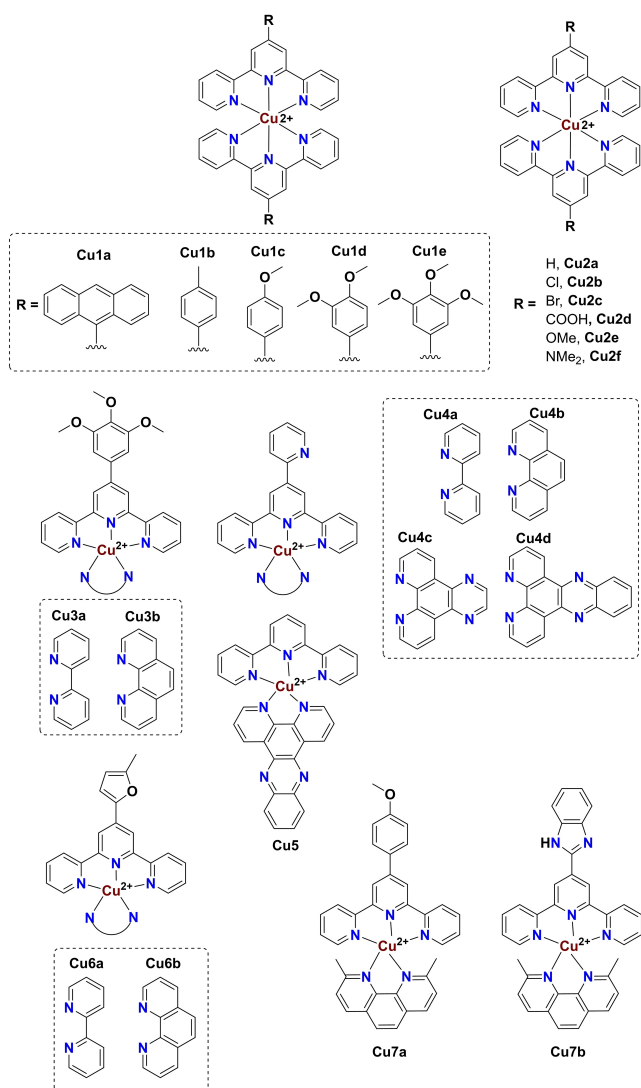 R R
N N
N N N N
Cu2+ Cu2+
N N N N
N N
R R
Cu1a Cu1b Cu1c Cu1d Cu1e
O O O O
O O O
R =
R =
H, Cu2a
Cl, Cu2b
Br, Cu2c
COOH, Cu2d
OMe, Cu2e
NMe2, Cu2f
O
O O
N
N N
Cu2+
N N
N
N
N N
Cu2+
N N
Cu4a Cu4b
N N
N N
Cu4c Cu4d
N N N N
N N N N
Cu3a Cu3b
N N
N N
N
N N
Cu2+
N N
N N
Cu5
O
N
N N
Cu2+
N N
Cu6a Cu6b
N N
N N
O
N
N N
Cu2+
N N
Cu7a
HN N
N
N N
Cu2+
N N
Cu7b